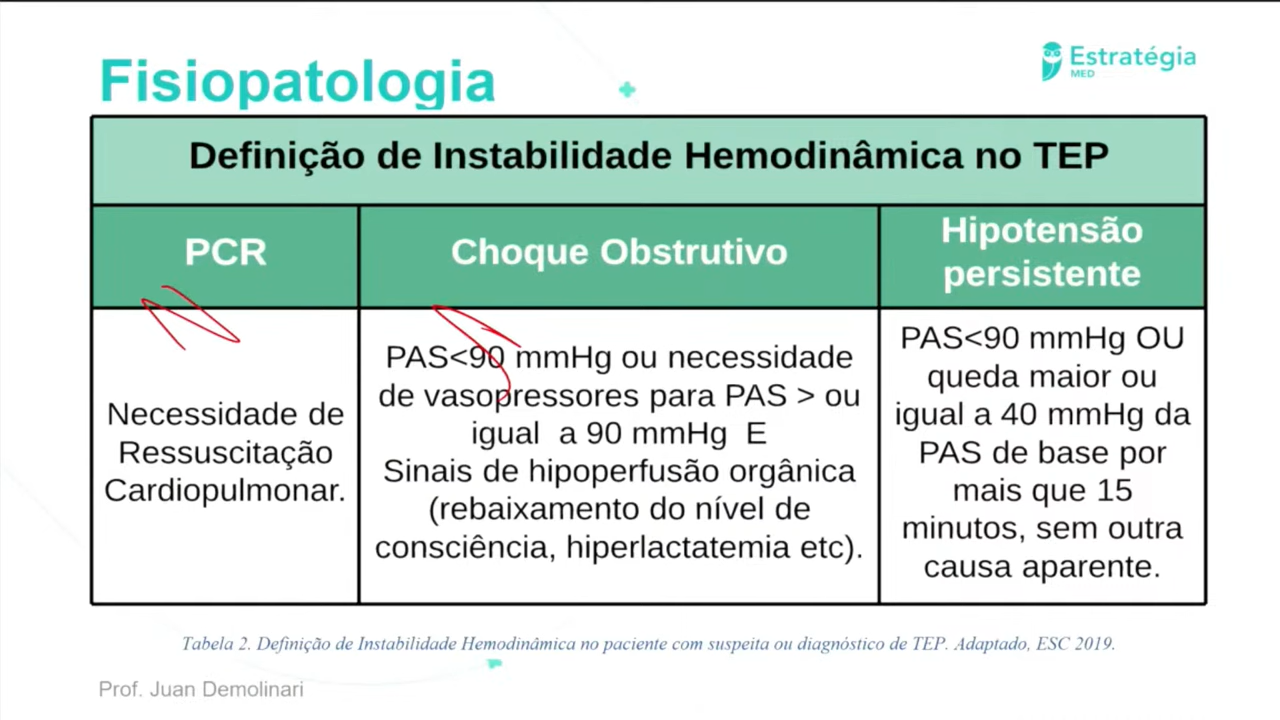 Fisiopatologia
Estratégia
MED
Definição de Instabilidade Hemodinâmica no TEP
PCR
Choque Obstrutivo
Hipotensão
persistente
Necessidade de
Ressuscitação
Cardiopulmonar.
PAS<90 mmHg ou necessidade
de vasopressores para PAS > ou
igual a 90 mmHg E
Sinais de hipoperfusão orgânica
(rebaixamento do nível de
consciência, hiperlactatemia etc).
PAS<90 mmHg OU
queda maior ou
igual a 40 mmHg da
PAS de base por
mais que 15
minutos, sem outra
causa aparente.
Tabela 2. Definição de Instabilidade Hemodinâmica no paciente com suspeita ou diagnóstico de TEP. Adaptado, ESC 2019.
Prof. Juan Demolinari